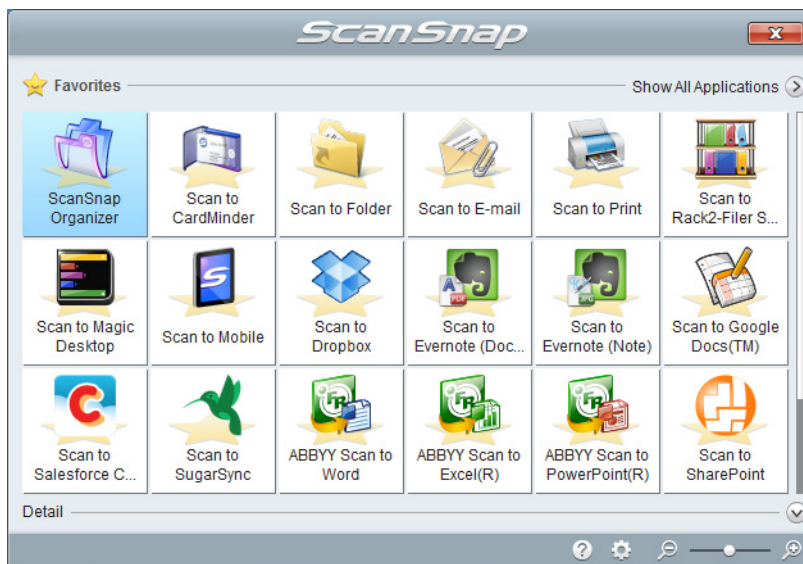 ScanSnap
Favorites
Show All Applications
ScanSnap
Organizer
Scan to
CardMinder
Scan to Folder
Scan to E-mail
Scan to Print
Scan to
Rack2-Filer S...
Scan to Magic
Desktop
Scan to Mobile
Scan to
Dropbox
Scan to
Evernote (Doc...
Scan to
Evernote (Note)
Scan to Google
Docs(TM)
Scan to
Salesforce C...
Scan to
SugarSync
ABBYY Scan to
Word
ABBYY Scan to
Excel(R)
ABBYY Scan to
PowerPoint(R)
Scan to
SharePoint
Detail